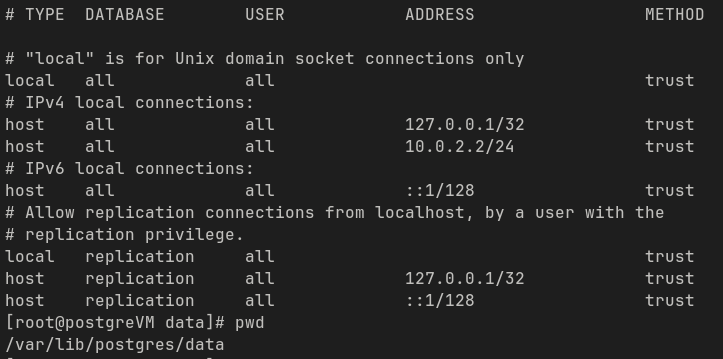 # TYPE  DATABASE        USER            ADDRESS                 METHOD

# "local" is for Unix domain socket connections only
local   all             all                                     trust
# IPv4 local connections:
host    all             all             127.0.0.1/32            trust
host    all             all             10.0.2.2/24             trust
# IPv6 local connections:
host    all             all             ::1/128                 trust
# Allow replication connections from localhost, by a user with the
# replication privilege.
local   replication     all                                     trust
host    replication     all             127.0.0.1/32            trust
host    replication     all             ::1/128                 trust
[root@postgreVM data]# pwd
/var/lib/postgres/data